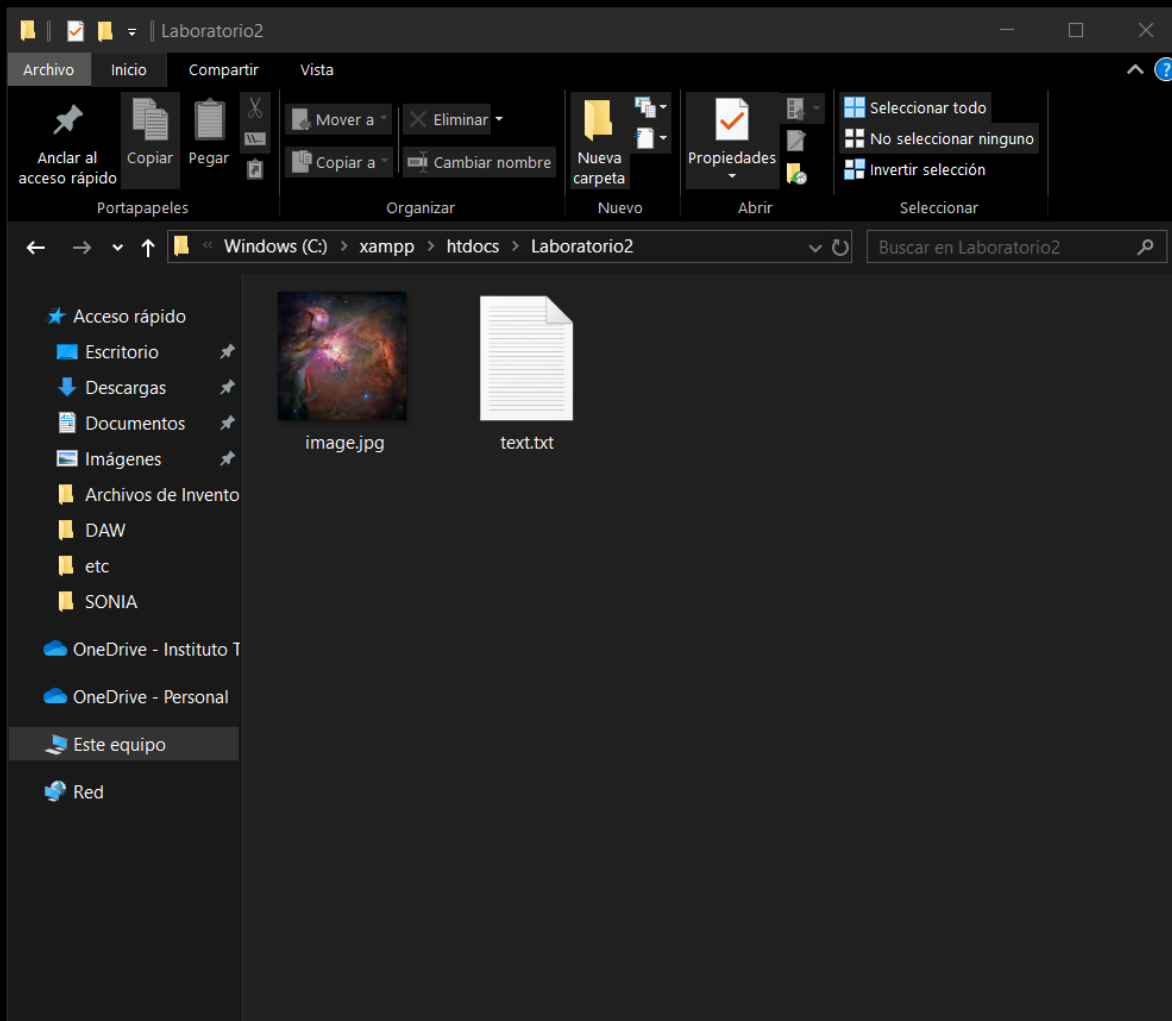 Laboratorio2
Archivo Inicio Compartir Vista
Anclar al
acceso rápido
Copiar
Pegar
Mover a
Copiar a
Eliminar
Cambiar nombre
Nueva
carpeta
Propiedades
Seleccionar todo
No seleccionar ninguno
Invertir selección
Portapapeles Organizar Nuevo Abrir Seleccionar
« Windows (C:) > xampp > htdocs > Laboratorio2
Buscar en Laboratorio2
Acceso rápido
Escritorio
Descargas
Documentos
Imágenes
Archivos de Invento
DAW
etc
SONIA
OneDrive - Instituto T
OneDrive - Personal
Este equipo
Red
image.jpg
text.txt